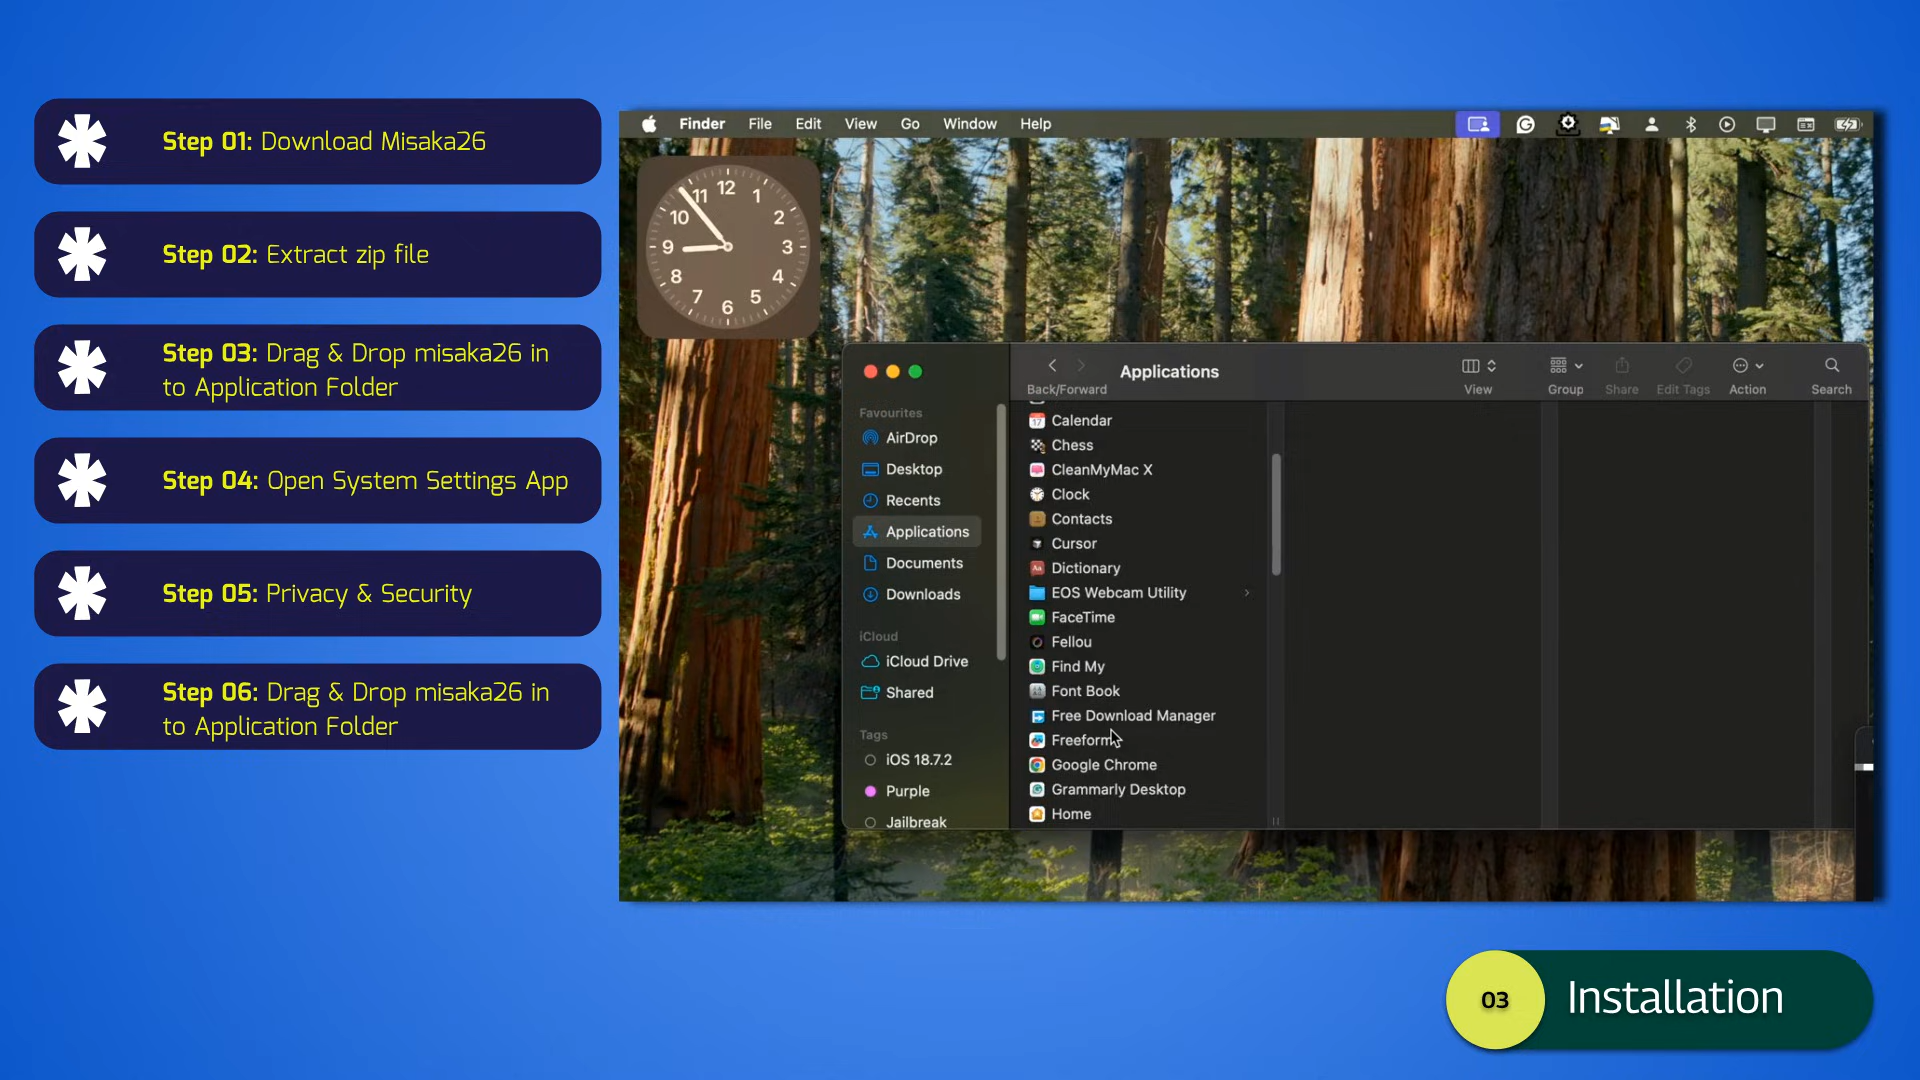 Step 01: Download Misaka26
Step 02: Extract zip file
Step 03: Drag & Drop misaka26 in
to Application Folder
Step 04: Open System Settings App
Step 05: Privacy & Security
Step 06: Drag & Drop misaka26 in
to Application Folder
Finder File Edit View Go Window Help
12
1
2
3
4
5
6
7
8
9
10
11
Back/Forward
Applications
View
Group
Share
Edit Tags
Action
Search
Favourites
AirDrop
Desktop
Recents
Applications
Documents
Downloads
iCloud
iCloud Drive
Shared
Tags
iOS 18.7.2
Purple
Jailbreak
17
Calendar
Chess
CleanMyMac X
Clock
Contacts
Cursor
Aa
Dictionary
EOS Webcam Utility
FaceTime
Fellou
Find My
Font Book
Free Download Manager
Freeform
Google Chrome
Grammarly Desktop
Home
03
Installation